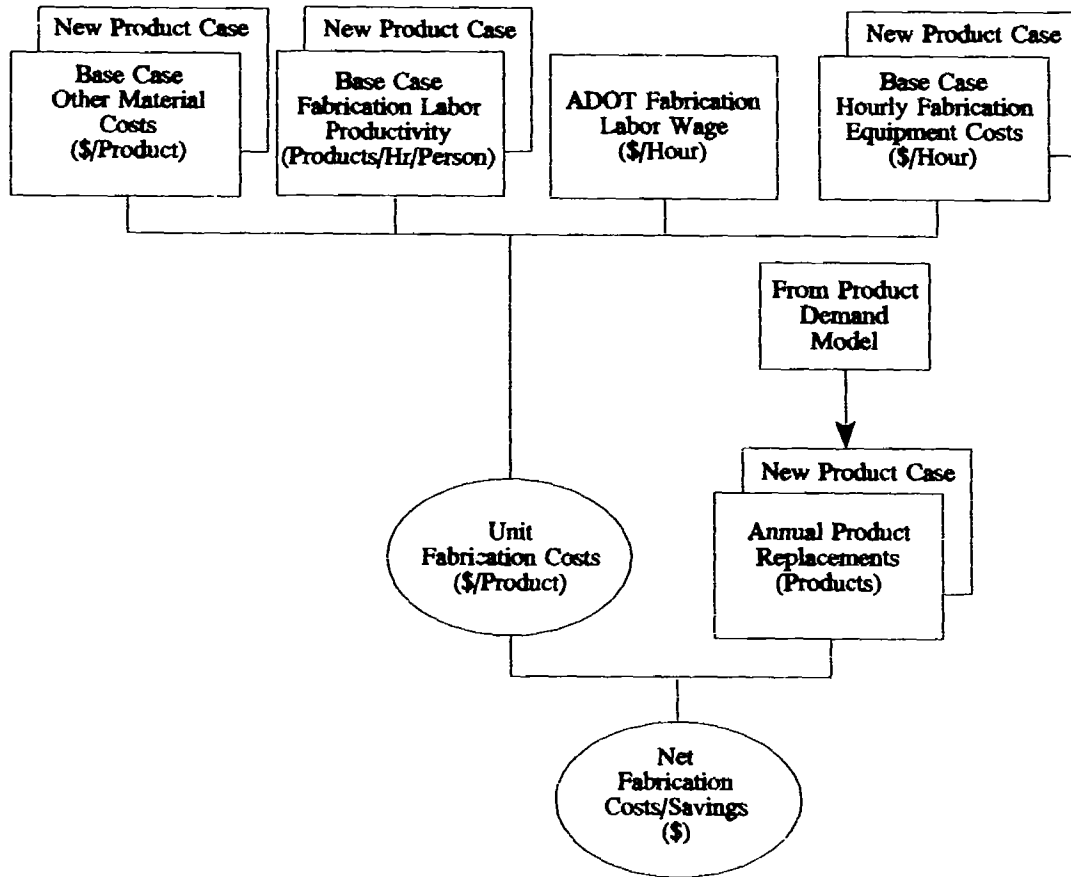 New Product Case
Base Case
Other Material
Costs
($/Product)
New Product Case
Base Case
Fabrication Labor
Productivity
(Products/Hr/Person)
ADOT Fabrication
Labor Wage
($/Hour)
New Product Case
Base Case
Hourly Fabrication
Equipment Costs
($/Hour)
From Product
Demand
Model
New Product Case
Annual Product
Replacements
(Products)
Unit
Fabrication Costs
($/Product)
Net
Fabrication
Costs/Savings
($)